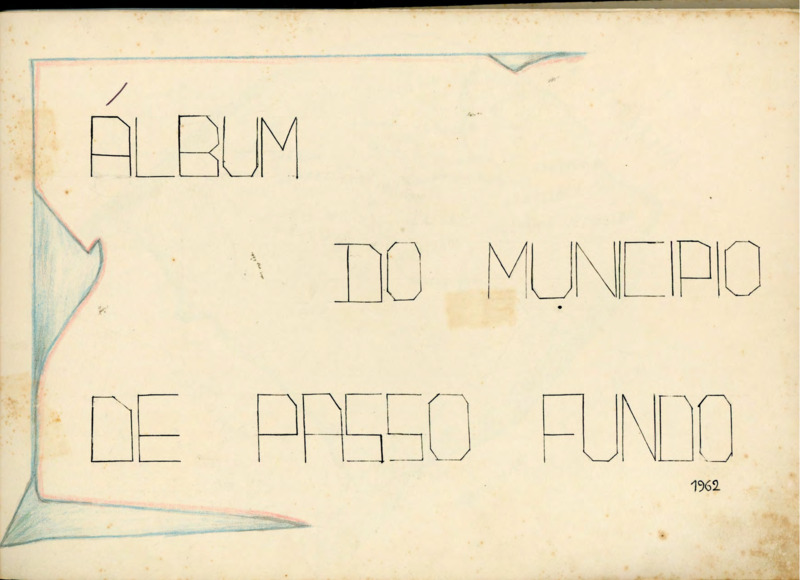 ÁLBUM
DO MUNICIPIO
DE PASSO FUNDO
1962